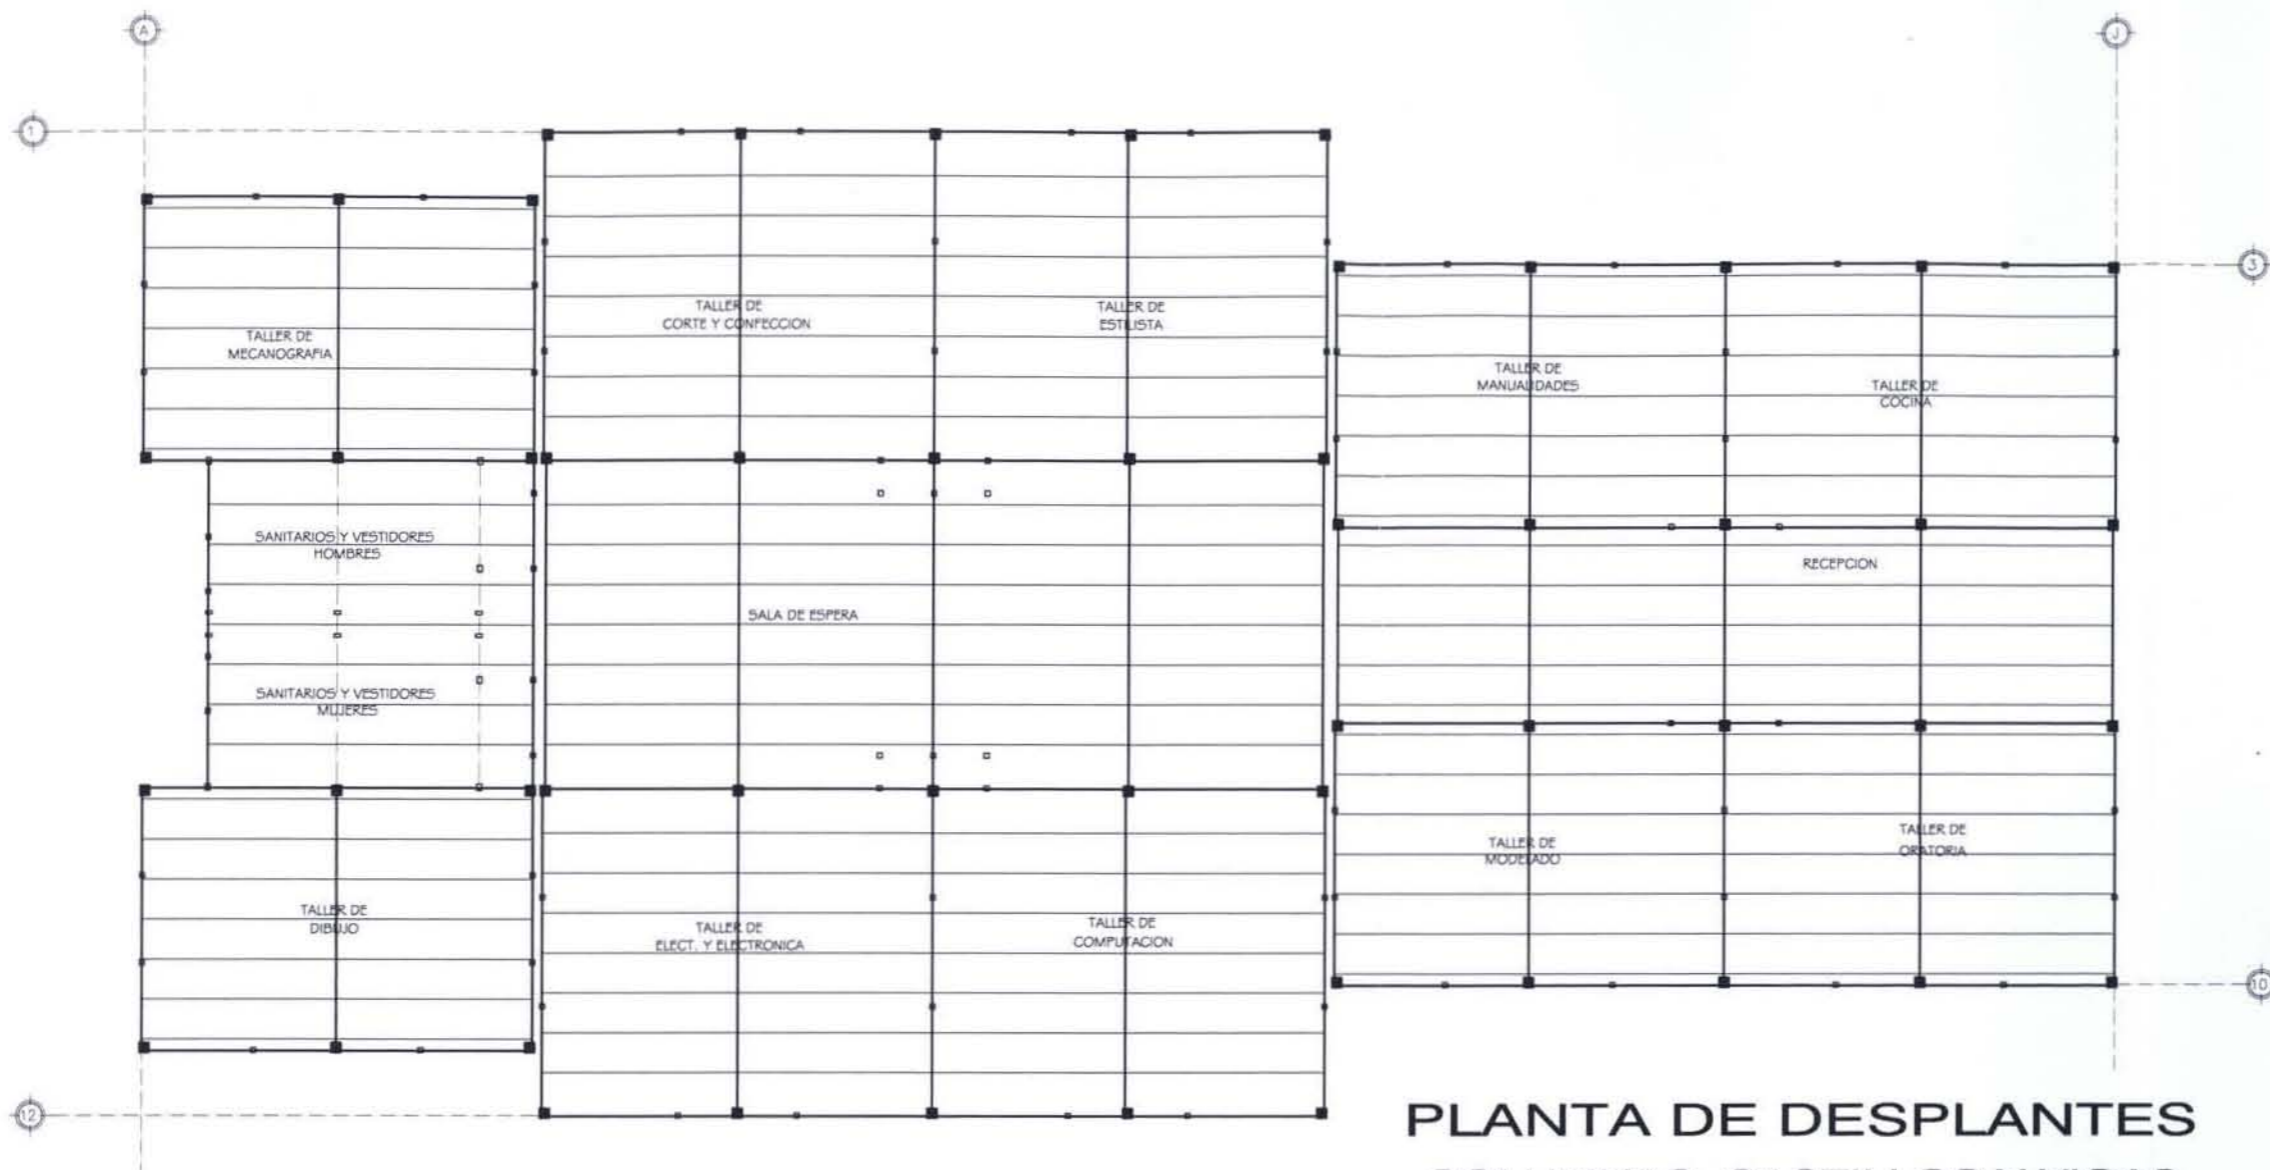 A
J
1
3
TALLER DE
CORTE Y CONFECCION
TALLER DE
ESTILISTA
TALLER DE
MECANOGRAFIA
TALLER DE
MANUALIDADES
TALLER DE
COCINA
SANITARIOS Y VESTIDORES
HOMBRES
RECEPCION
SALA DE ESPERA
SANITARIOS Y VESTIDORES
MUJERES
TALLER DE
MODELADO
TALLER DE
ORATORIA
TALLER DE
DIBUJO
TALLER DE
ELECT. Y ELECTRONICA
TALLER DE
COMPUTACION
10
12
PLANTA DE DESPLANTES